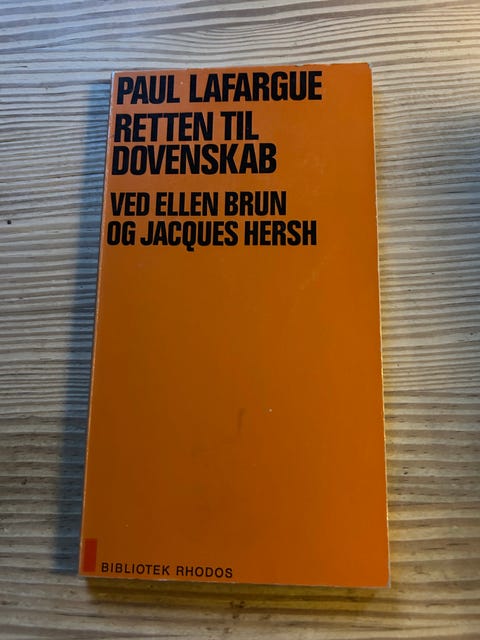 PAUL LAFARGUE
RETTEN TIL
DOVENSKAB
VED ELLEN BRUN
OG JACQUES HERSH
BIBLIOTEK RHODOS